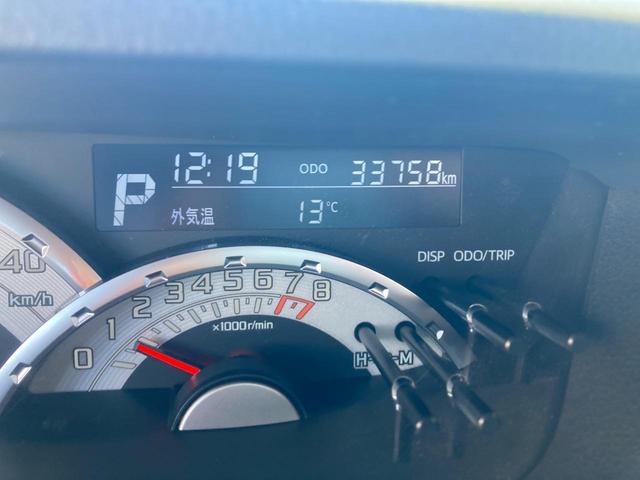 P 12:19 ODO 33758km
外気温 13℃
DISP ODO/TRIP
40
km/h
0 1 2 3 4 5 6 7 8
×1000r/min